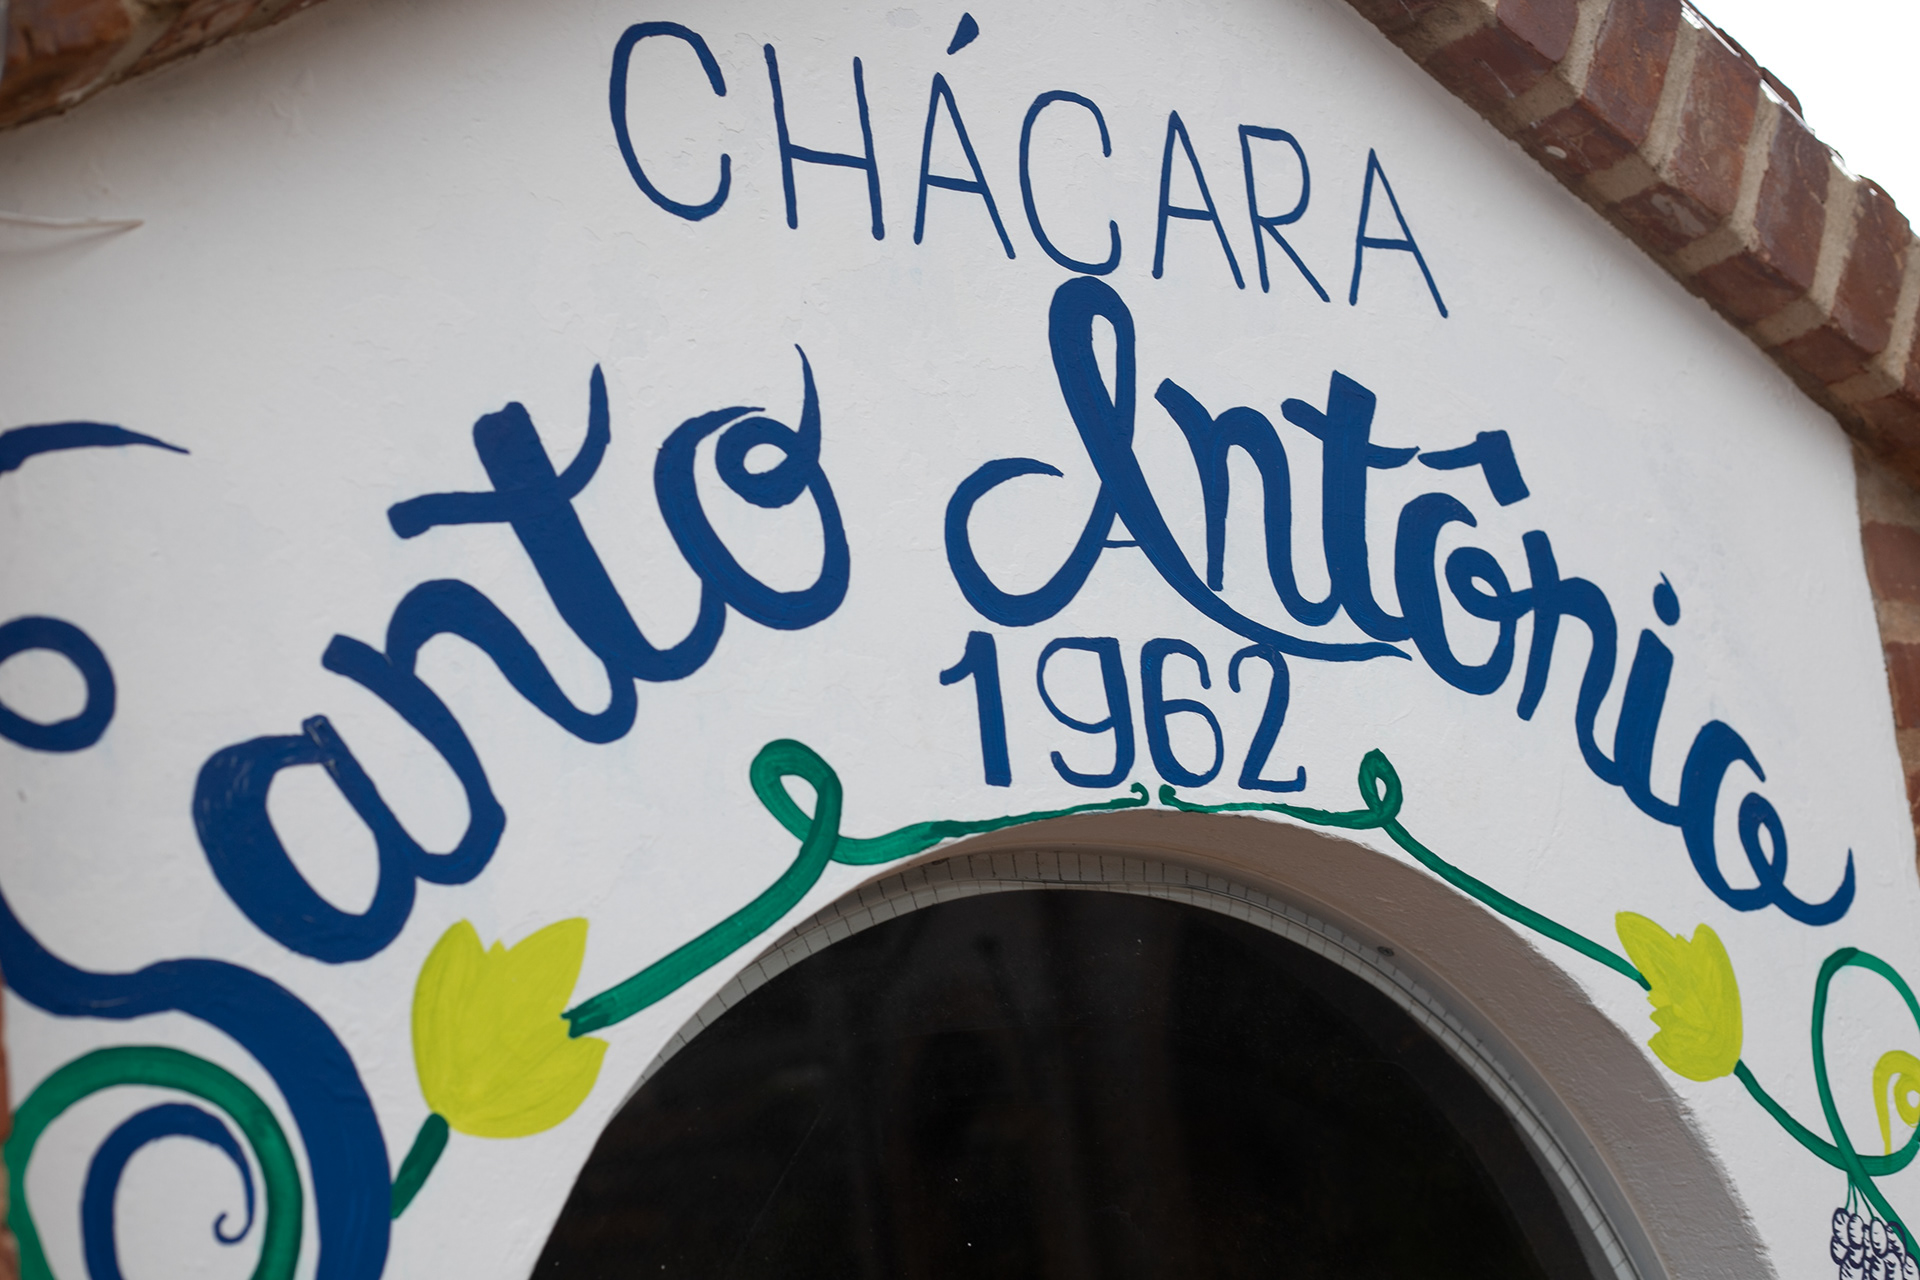 CHÁCARA
Santo Antônio
1962